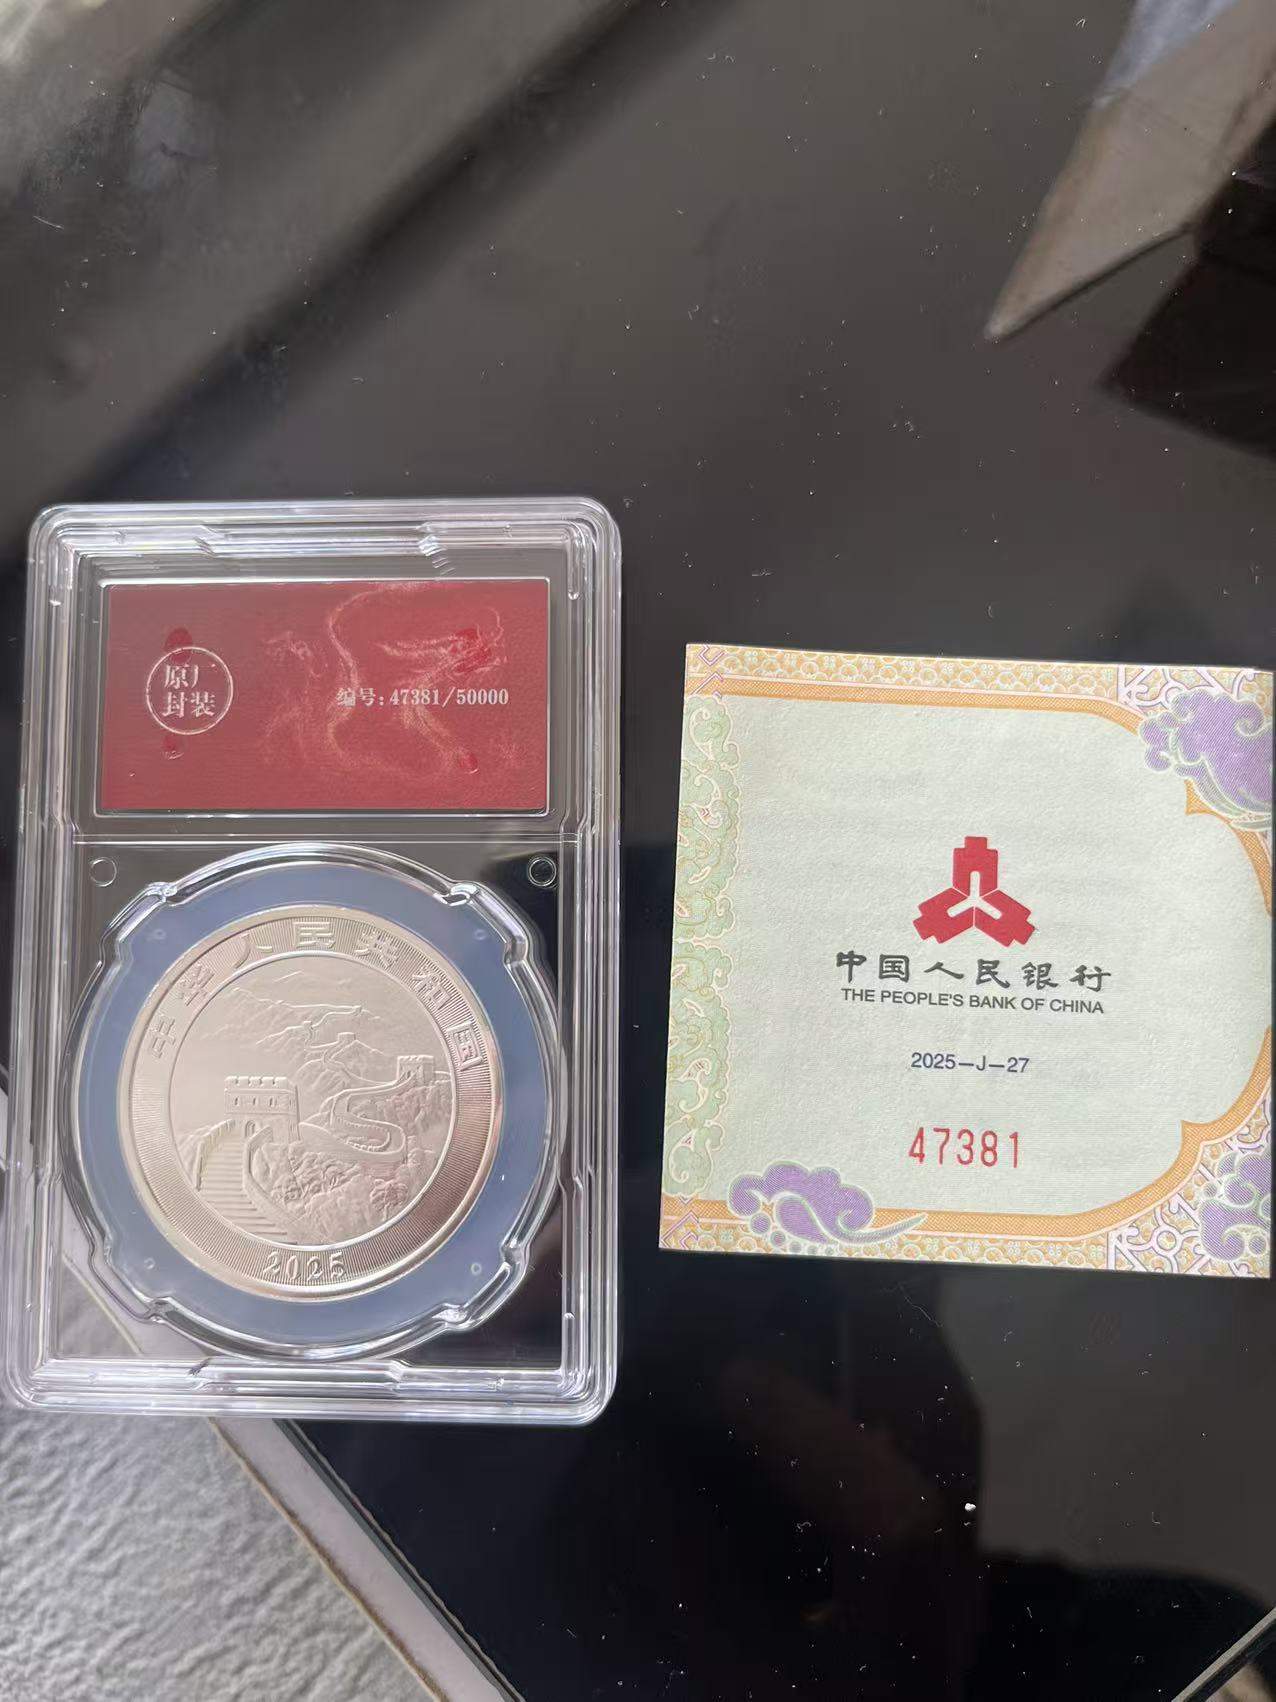 原厂
封装
编号: 47381/50000
中华人民共和国
2025
中国人民银行
THE PEOPLE'S BANK OF CHINA
2025—J—27
47381